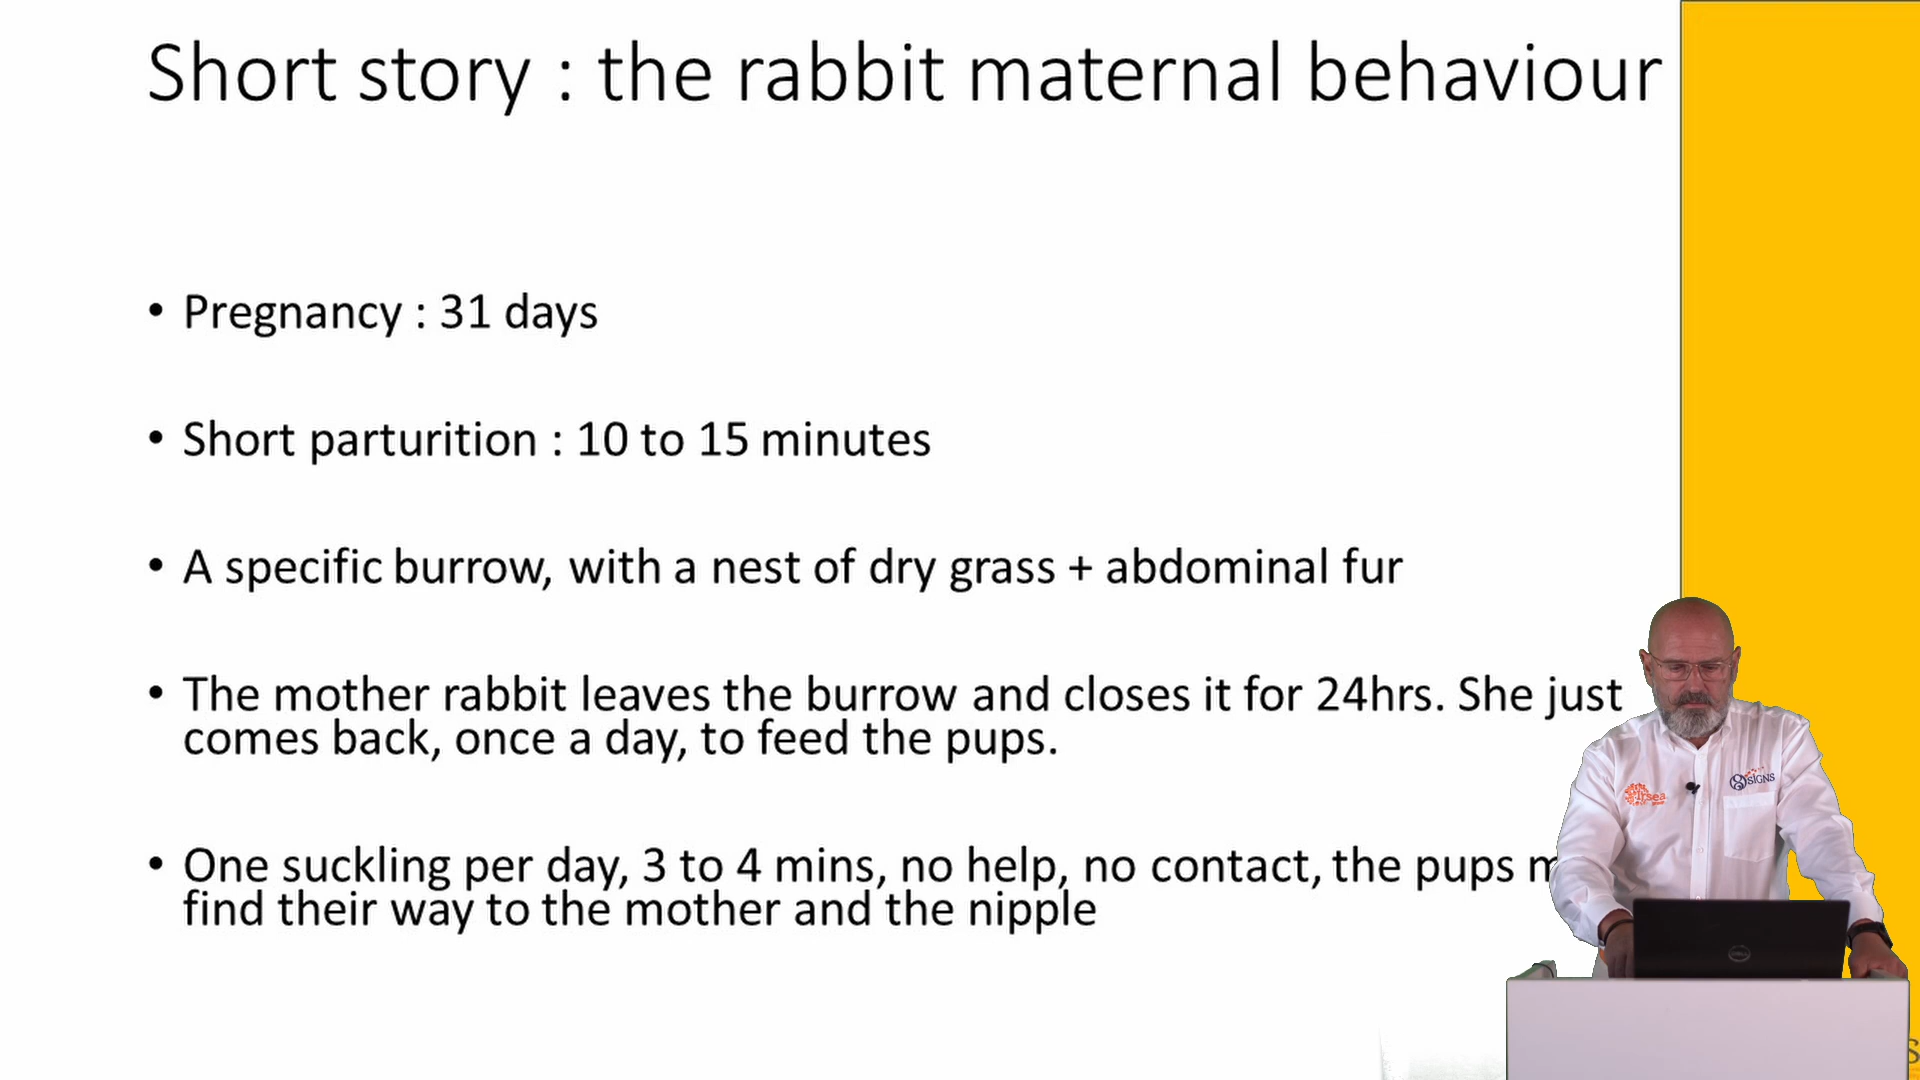 Short story : the rabbit maternal behaviour
• Pregnancy : 31 days
• Short parturition : 10 to 15 minutes
• A specific burrow, with a nest of dry grass + abdominal fur
• The mother rabbit leaves the burrow and closes it for 24hrs. She just
comes back, once a day, to feed the pups.
• One suckling per day, 3 to 4 mins, no help, no contact, the pups
find their way to the mother and the nipple
Irsea
SIGNS
DELL